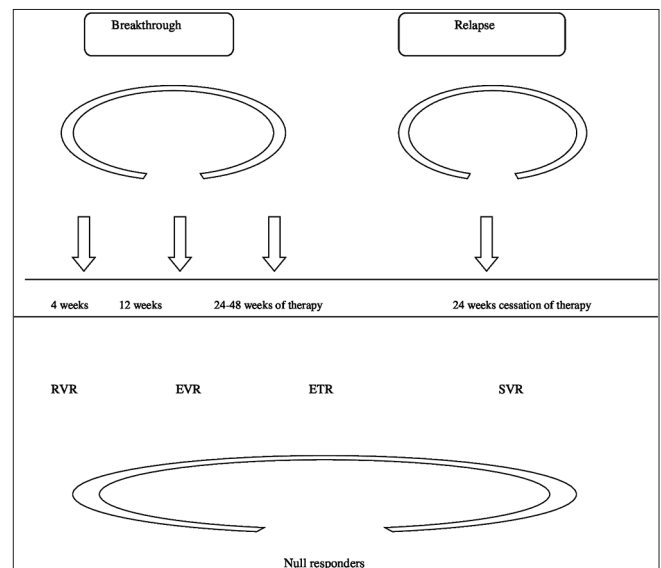 Breakthrough Relapse
4 weeks 12 weeks 24-48 weeks of therapy 24 weeks cessation of therapy
RVR EVR ETR SVR
Null responders